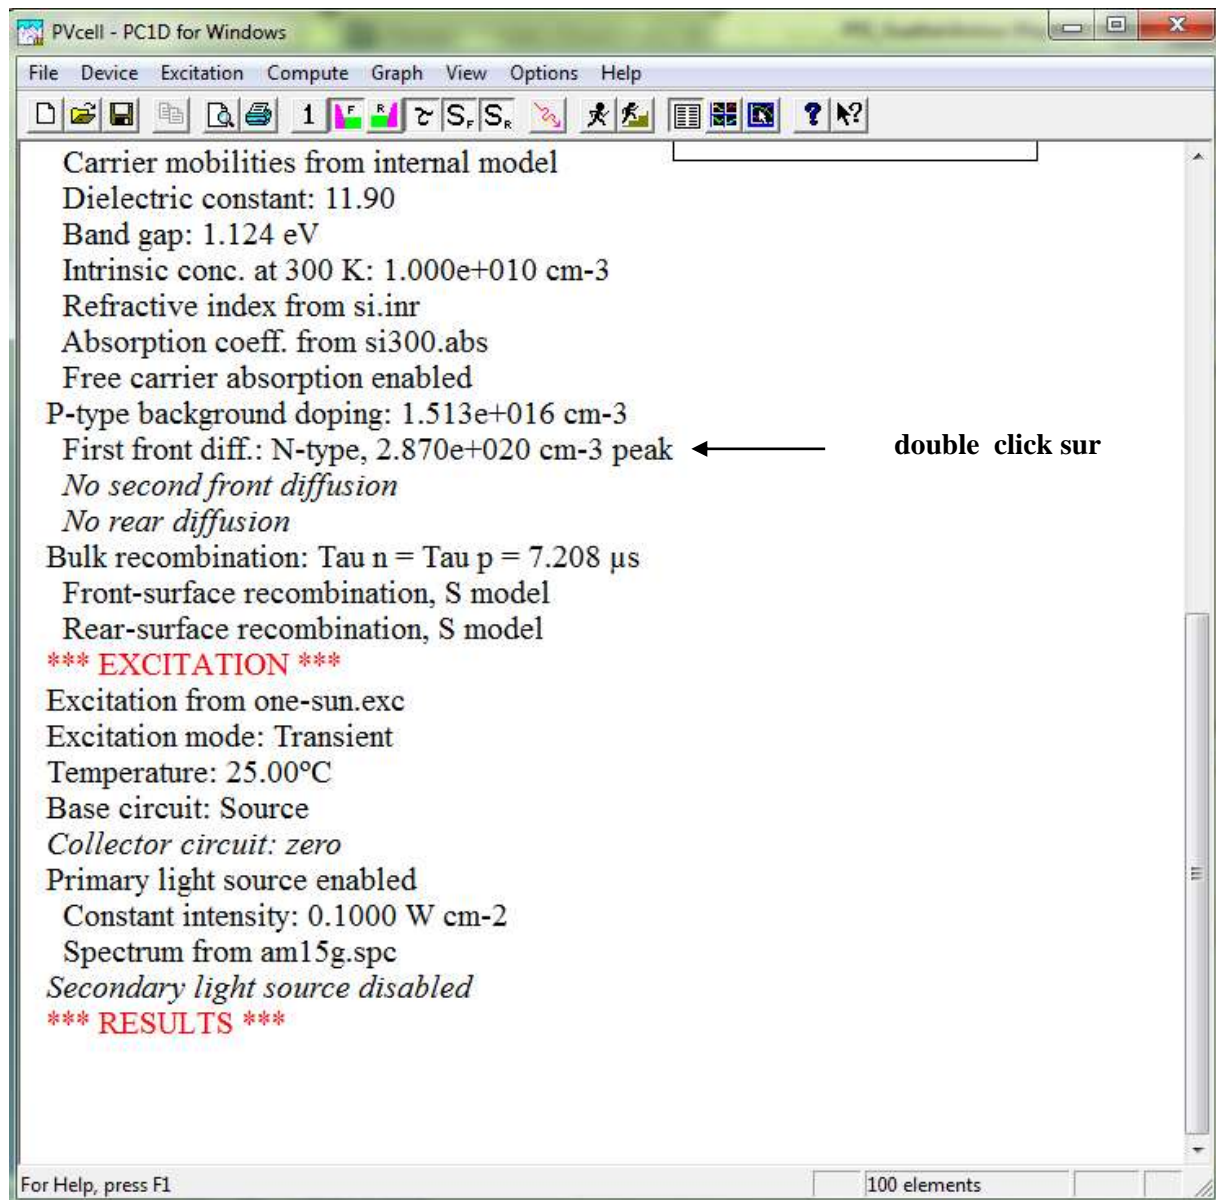 PVcell - PC1D for Windows
File Device Excitation Compute Graph View Options Help
1 F R τ SF SR
Carrier mobilities from internal model
Dielectric constant: 11.90
Band gap: 1.124 eV
Intrinsic conc. at 300 K: 1.000e+010 cm-3
Refractive index from si.inr
Absorption coeff. from si300.abs
Free carrier absorption enabled
P-type background doping: 1.513e+016 cm-3
First front diff.: N-type, 2.870e+020 cm-3 peak double click sur
No second front diffusion
No rear diffusion
Bulk recombination: Tau n = Tau p = 7.208 µs
Front-surface recombination, S model
Rear-surface recombination, S model
*** EXCITATION ***
Excitation from one-sun.exc
Excitation mode: Transient
Temperature: 25.00ºC
Base circuit: Source
Collector circuit: zero
Primary light source enabled
Constant intensity: 0.1000 W cm-2
Spectrum from am15g.spc
Secondary light source disabled
*** RESULTS ***
For Help, press F1 100 elements